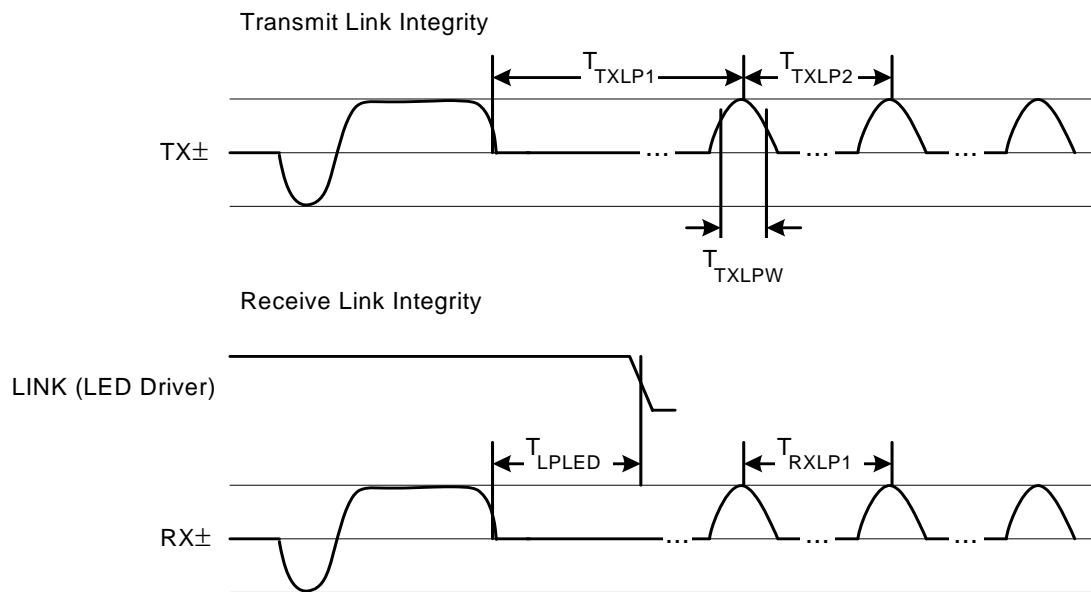 Transmit Link Integrity
TTXLP1 TTXLP2
TX±
... ... ...
TTXLPW
Receive Link Integrity
LINK (LED Driver)
TLPLED TRXLP1
RX±
... ... ...